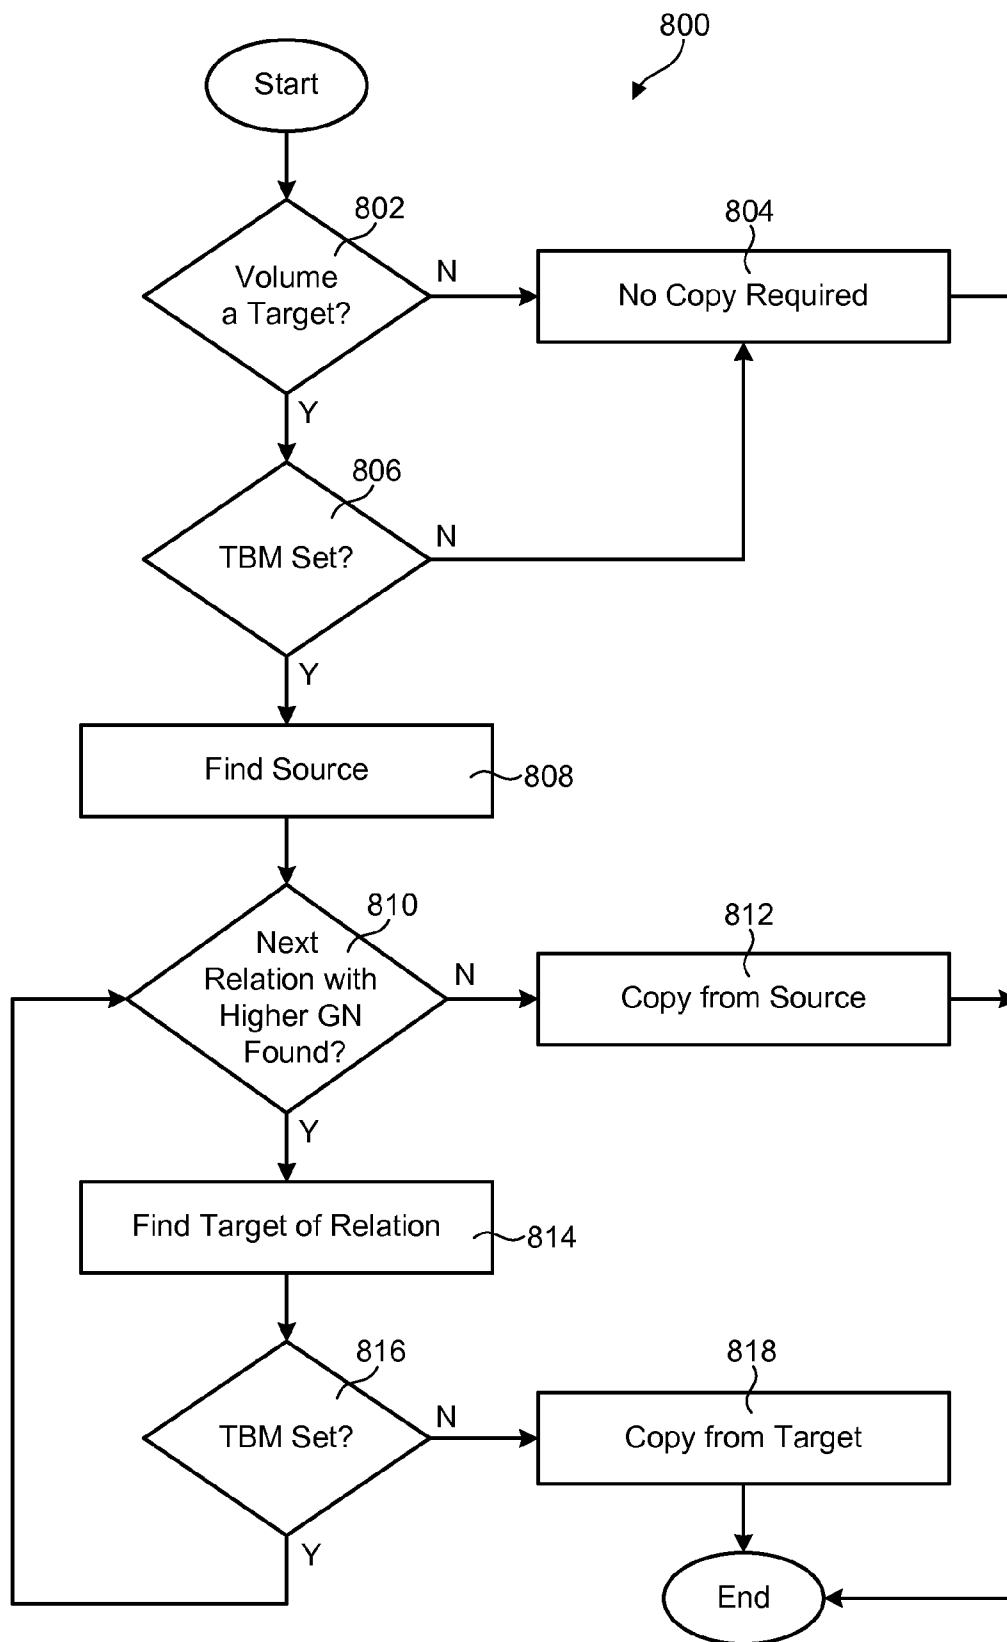 800
Start
802
Volume
a Target?
N
804
No Copy Required
Y
806
TBM Set?
N
Y
Find Source
808
810
Next
Relation with
Higher GN
Found?
N
812
Copy from Source
Y
Find Target of Relation
814
816
TBM Set?
N
818
Copy from Target
Y
End